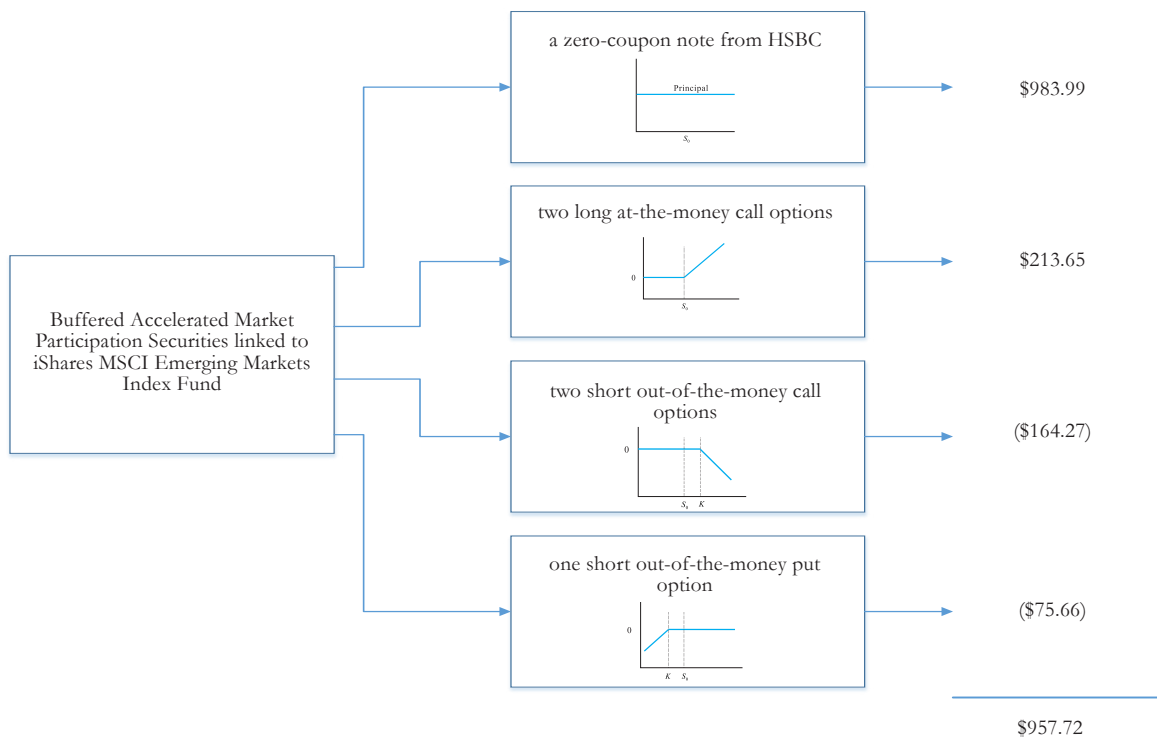 Buffered Accelerated Market
Participation Securities linked to
iShares MSCI Emerging Markets
Index Fund
a zero-coupon note from HSBC
Principal
S₀
$983.99
two long at-the-money call options
0
S₀
$213.65
two short out-of-the-money call
options
0
S₀ K
($164.27)
one short out-of-the-money put
option
0
K S₀
($75.66)
$957.72